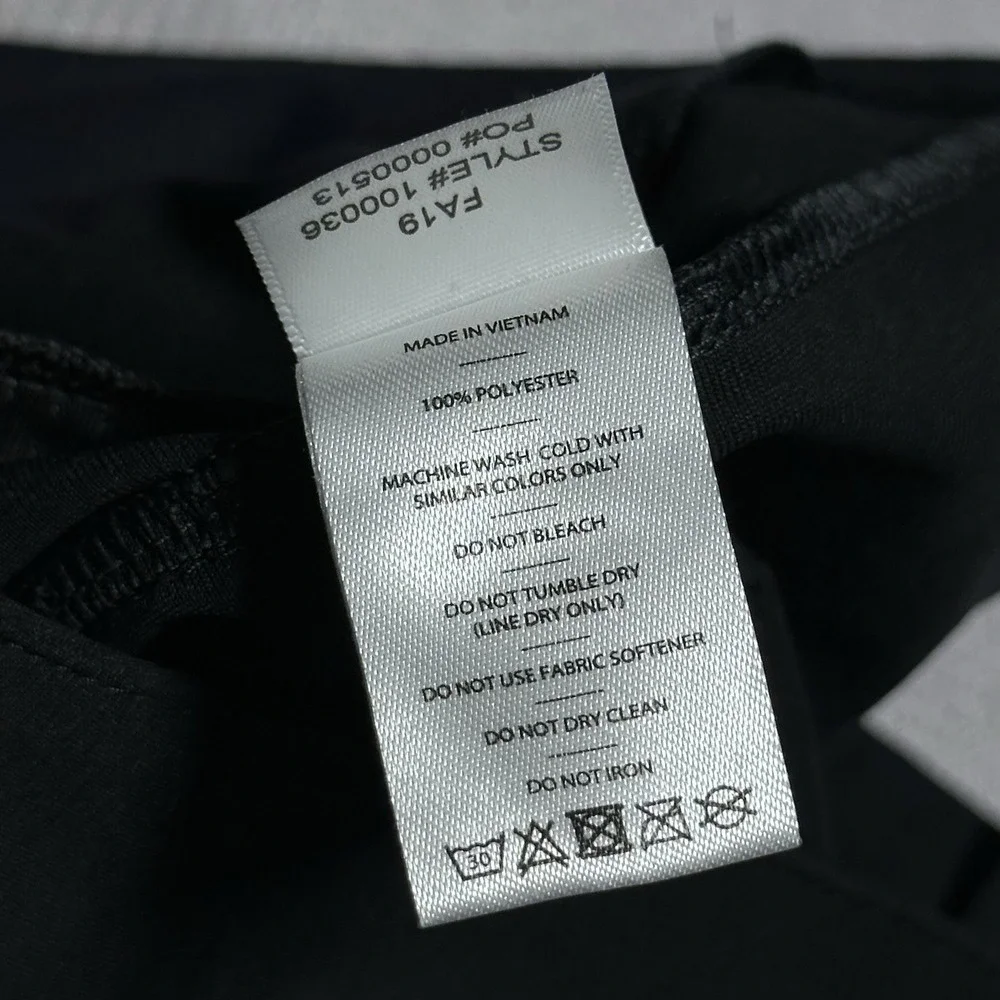 PO# 0000513
STYLE# 100036
FA19
MADE IN VIETNAM
100% POLYESTER
MACHINE WASH COLD WITH
SIMILAR COLORS ONLY
DO NOT BLEACH
DO NOT TUMBLE DRY
(LINE DRY ONLY)
DO NOT USE FABRIC SOFTENER
DO NOT DRY CLEAN
DO NOT IRON
30